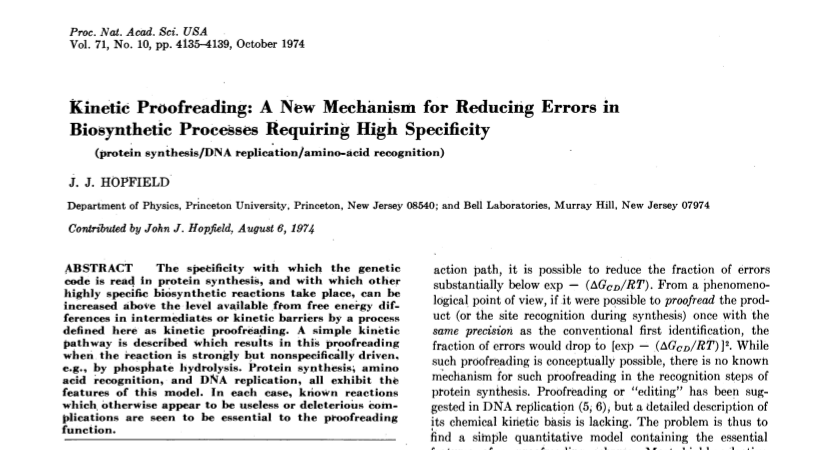 Proc. Nat. Acad. Sci. USA
Vol. 71, No. 10, pp. 4135–4139, October 1974
Kinetic Proofreading: A New Mechanism for Reducing Errors in
Biosynthetic Processes Requiring High Specificity
(protein synthesis/DNA replication/amino-acid recognition)
J. J. HOPFIELD
Department of Physics, Princeton University, Princeton, New Jersey 08540; and Bell Laboratories, Murray Hill, New Jersey 07974
Contributed by John J. Hopfield, August 6, 1974
ABSTRACT The specificity with which the genetic
code is read in protein synthesis, and with which other
highly specific biosynthetic reactions take place, can be
increased above the level available from free energy dif-
ferences in intermediates or kinetic barriers by a process
defined here as kinetic proofreading. A simple kinetic
pathway is described which results in this proofreading
when the reaction is strongly but nonspecifically driven,
e.g., by phosphate hydrolysis. Protein synthesis, amino
acid recognition, and DNA replication, all exhibit the
features of this model. In each case, known reactions
which otherwise appear to be useless or deleterious com-
plications are seen to be essential to the proofreading
function.
action path, it is possible to reduce the fraction of errors
substantially below exp − (ΔG_CD/RT). From a phenomeno-
logical point of view, if it were possible to proofread the prod-
uct (or the site recognition during synthesis) once with the
same precision as the conventional first identification, the
fraction of errors would drop to [exp − (ΔG_CD/RT)]². While
such proofreading is conceptually possible, there is no known
mechanism for such proofreading in the recognition steps of
protein synthesis. Proofreading or "editing" has been sug-
gested in DNA replication (5, 6), but a detailed description of
its chemical kinetic basis is lacking. The problem is thus to
find a simple quantitative model containing the essential